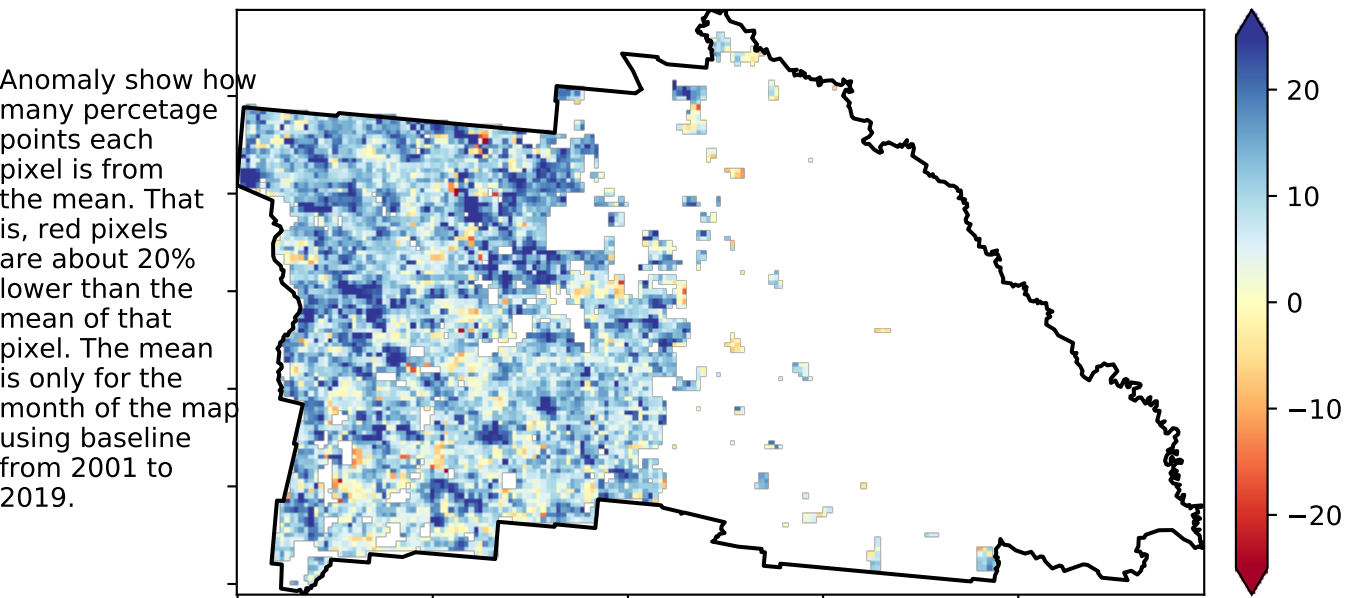 Anomaly show how
many percetage
points each
pixel is from
the mean. That
is, red pixels
are about 20%
lower than the
mean of that
pixel. The mean
is only for the
month of the map
using baseline
from 2001 to
2019.
20
10
0
−10
−20